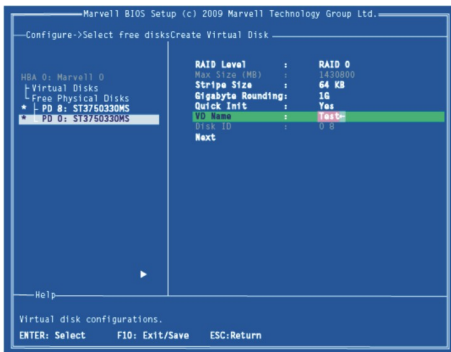 Marvell BIOS Setup (c) 2009 Marvell Technology Group Ltd.
Configure->Select free disksCreate Virtual Disk
HBA 0: Marvell 0
Virtual Disks
Free Physical Disks
* PD 8: ST3750330MS
* PD 0: ST3750330MS
RAID Level : RAID 0
Max Size (MB) : 1430800
Stripe Size : 64 KB
Gigabyte Rounding: 1G
Quick Init : Yes
VD Name : Test
Disk ID : 0 8
Next
Help
Virtual disk configurations.
ENTER: Select F10: Exit/Save ESC:Return